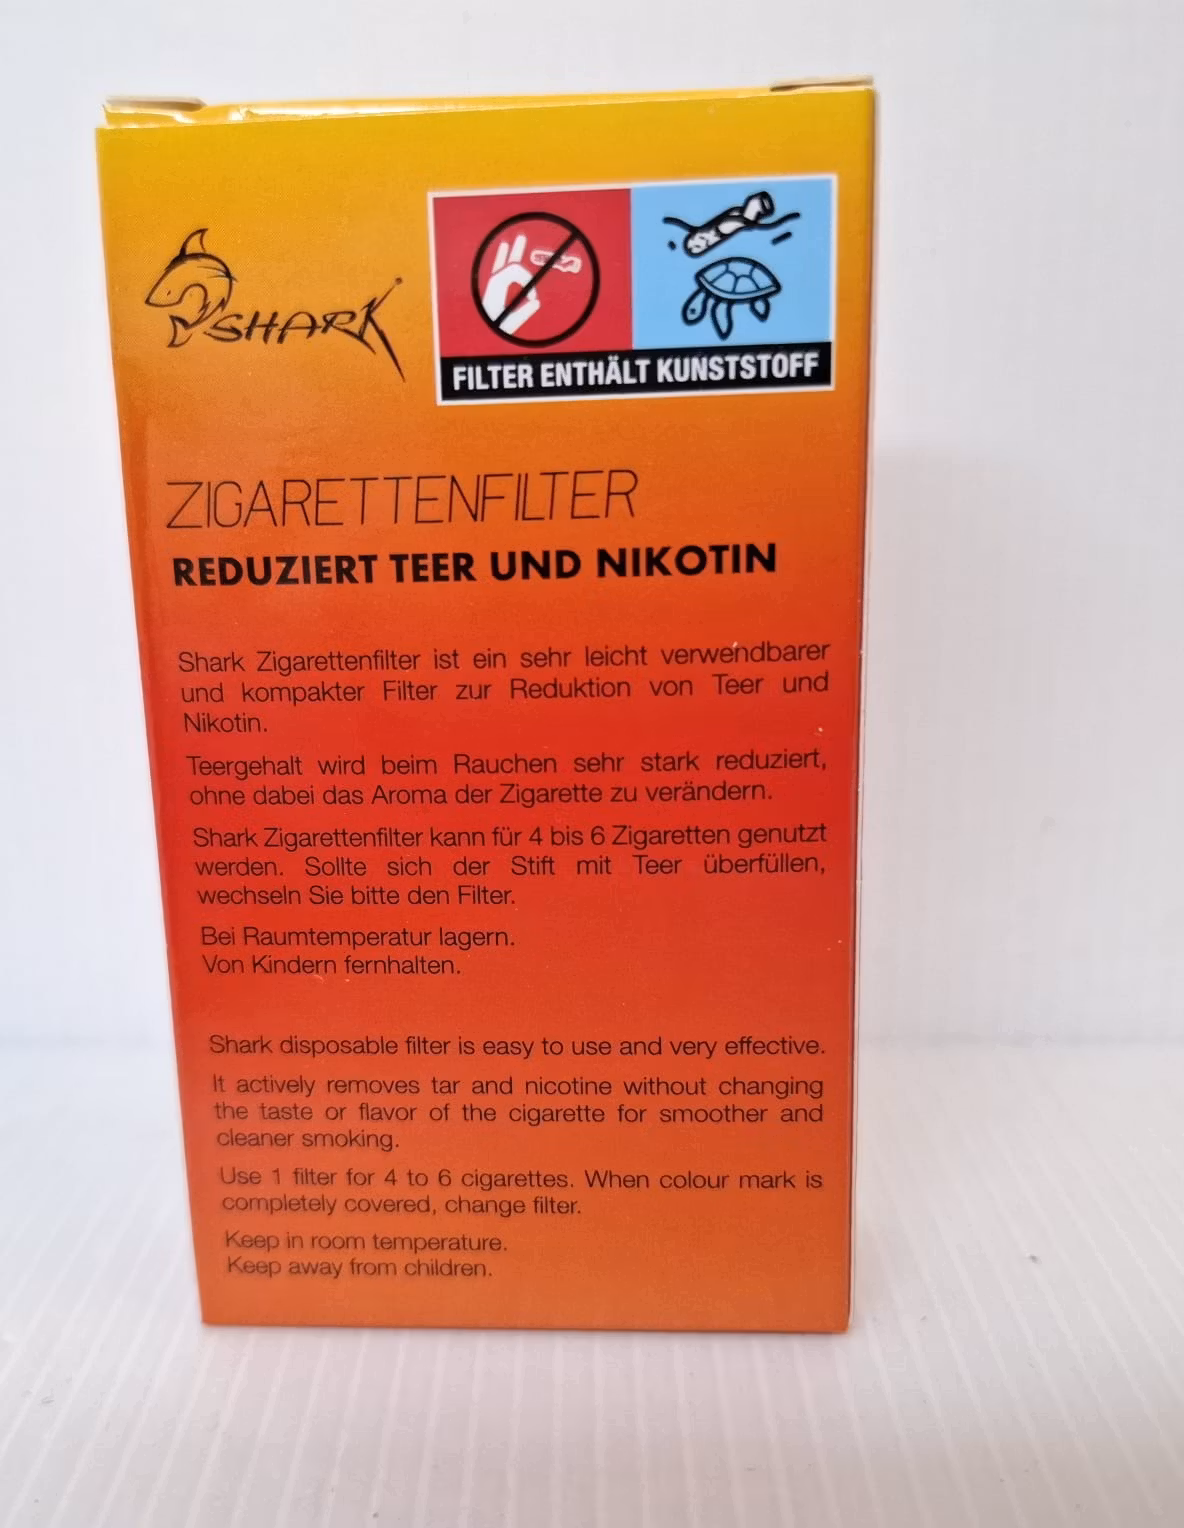 SHARK
FILTER ENTHÄLT KUNSTSTOFF
ZIGARETTENFILTER
REDUZIERT TEER UND NIKOTIN
Shark Zigarettenfilter ist ein sehr leicht verwendbarer
und kompakter Filter zur Reduktion von Teer und
Nikotin.
Teergehalt wird beim Rauchen sehr stark reduziert,
ohne dabei das Aroma der Zigarette zu verändern.
Shark Zigarettenfilter kann für 4 bis 6 Zigaretten genutzt
werden. Sollte sich der Stift mit Teer überfüllen,
wechseln Sie bitte den Filter.
Bei Raumtemperatur lagern.
Von Kindern fernhalten.
Shark disposable filter is easy to use and very effective.
It actively removes tar and nicotine without changing
the taste or flavor of the cigarette for smoother and
cleaner smoking.
Use 1 filter for 4 to 6 cigarettes. When colour mark is
completely covered, change filter.
Keep in room temperature.
Keep away from children.